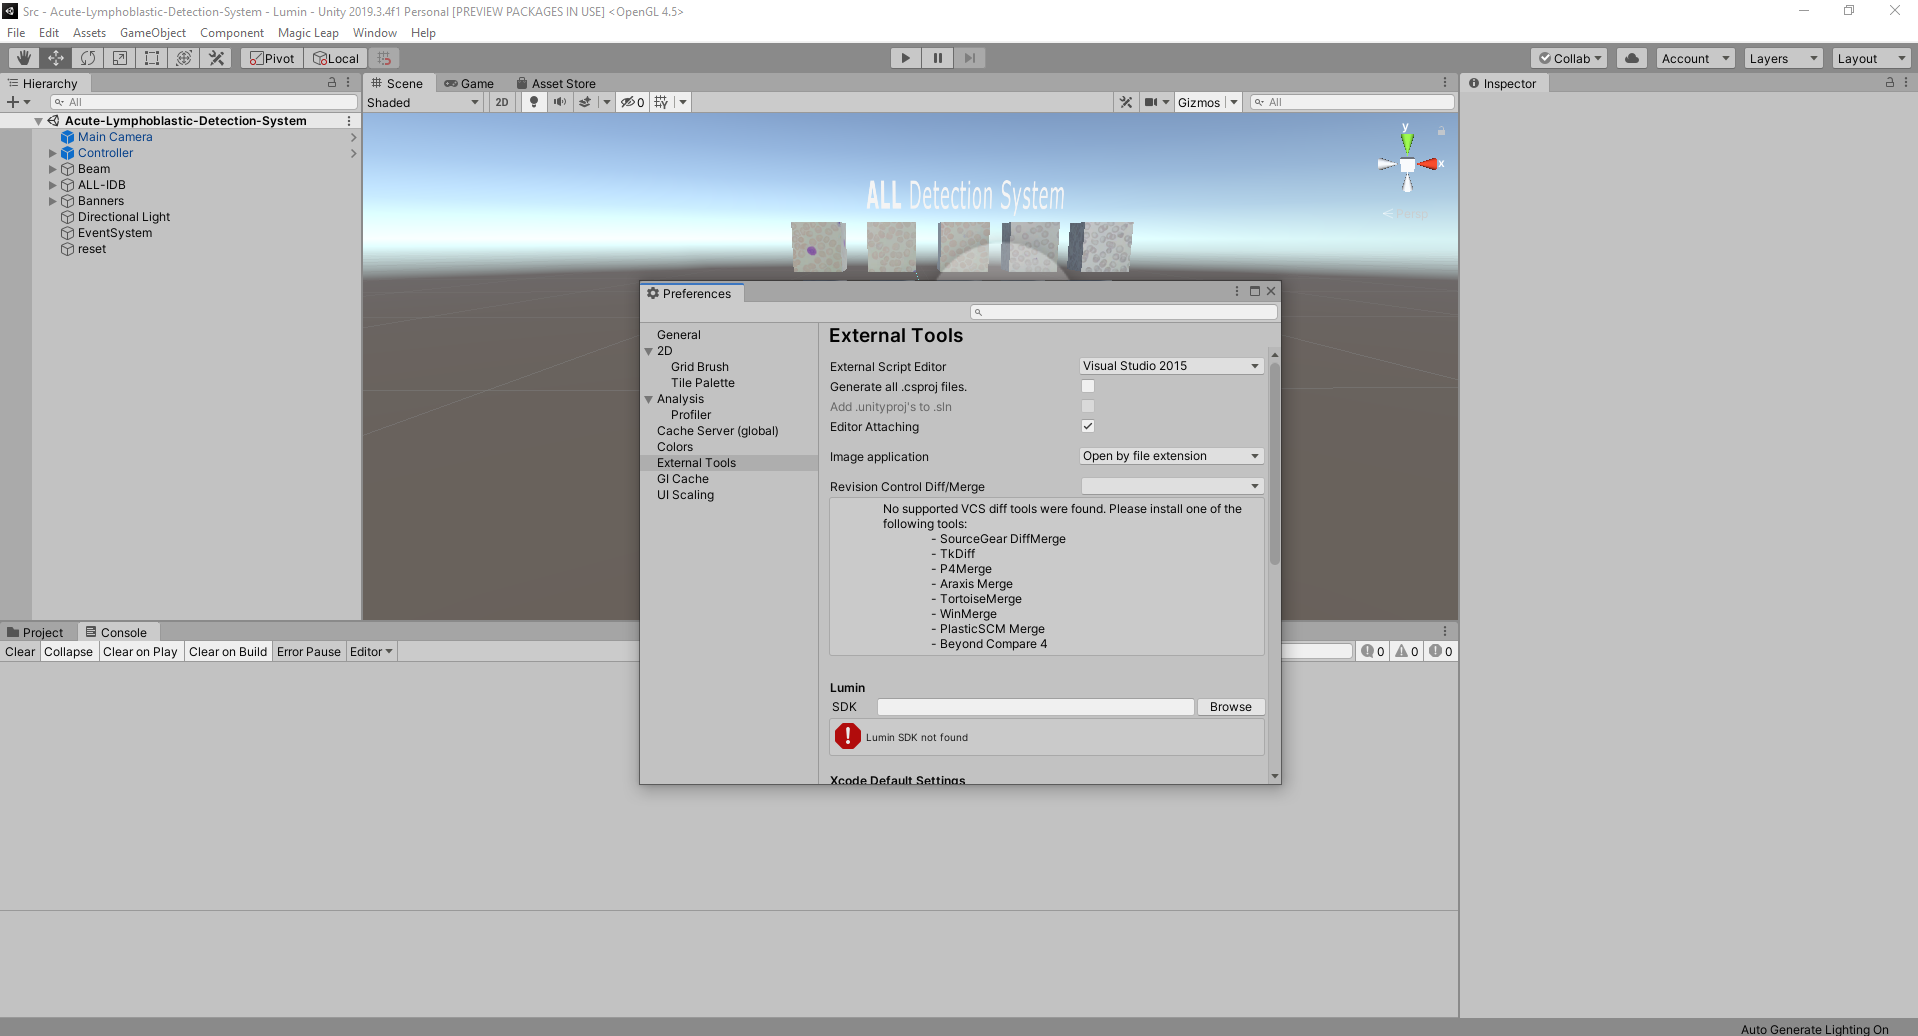 Src - Acute-Lymphoblastic-Detection-System - Lumin - Unity 2019.3.4f1 Personal [PREVIEW PACKAGES IN USE] <OpenGL 4.5>
File Edit Assets GameObject Component Magic Leap Window Help
Pivot Local Collab Account Layers Layout
Hierarchy
All
Acute-Lymphoblastic-Detection-System
Main Camera
Controller
Beam
ALL-IDB
Banners
Directional Light
EventSystem
reset
Scene Game Asset Store
Shaded 2D 0 Gizmos All
y
x
Persp
ALL Detection System
Inspector
Preferences
General
2D
Grid Brush
Tile Palette
Analysis
Profiler
Cache Server (global)
Colors
External Tools
GI Cache
UI Scaling
External Tools
External Script Editor Visual Studio 2015
Generate all .csproj files.
Add .unityproj's to .sln
Editor Attaching
Image application Open by file extension
Revision Control Diff/Merge
No supported VCS diff tools were found. Please install one of the
following tools:
- SourceGear DiffMerge
- TkDiff
- P4Merge
- Araxis Merge
- TortoiseMerge
- WinMerge
- PlasticSCM Merge
- Beyond Compare 4
Lumin
SDK Browse
Lumin SDK not found
Xcode Default Settings
Project Console
Clear Collapse Clear on Play Clear on Build Error Pause Editor 0 0 0
Auto Generate Lighting On